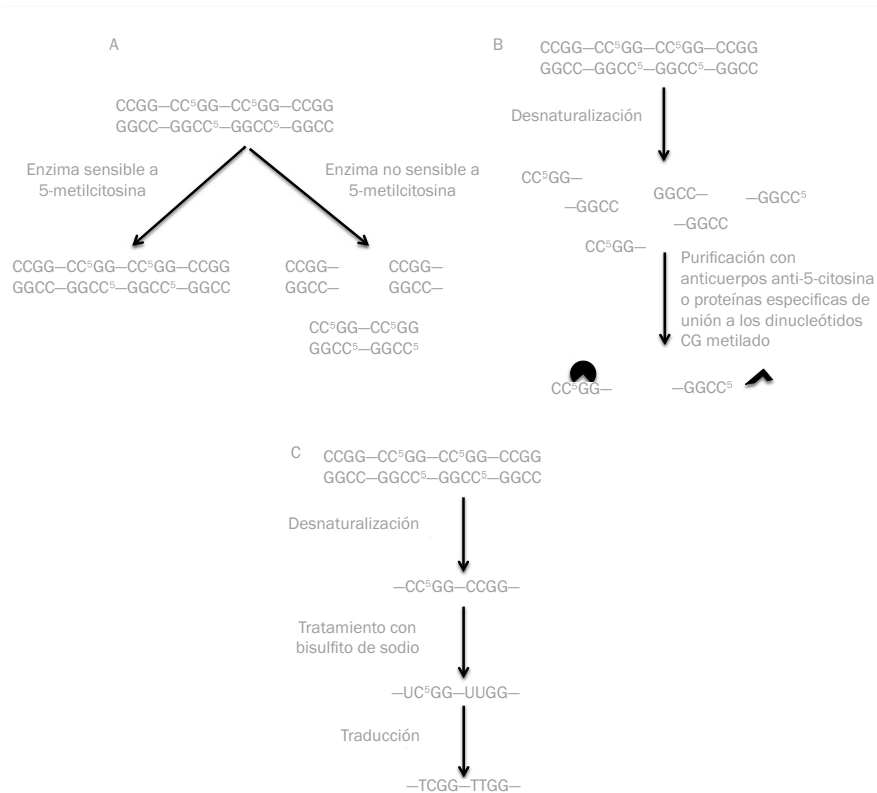 A
CCGG—CC⁵GG—CC⁵GG—CCGG
GGCC—GGCC⁵—GGCC⁵—GGCC
Enzima sensible a
5-metilcitosina
Enzima no sensible a
5-metilcitosina
CCGG—CC⁵GG—CC⁵GG—CCGG
GGCC—GGCC⁵—GGCC⁵—GGCC
CCGG—
GGCC—
CCGG—
GGCC—
CC⁵GG—CC⁵GG
GGCC⁵—GGCC⁵
B
CCGG—CC⁵GG—CC⁵GG—CCGG
GGCC—GGCC⁵—GGCC⁵—GGCC
Desnaturalización
CC⁵GG—
—GGCC
GGCC—
—GGCC
—GGCC⁵
CC⁵GG—
Purificación con
anticuerpos anti-5-citosina
o proteínas especificas de
unión a los dinucleótidos
CG metilado
CC⁵GG—
—GGCC⁵
C
CCGG—CC⁵GG—CC⁵GG—CCGG
GGCC—GGCC⁵—GGCC⁵—GGCC
Desnaturalización
—CC⁵GG—CCGG—
Tratamiento con
bisulfito de sodio
—UC⁵GG—UUGG—
Traducción
—TCGG—TTGG—